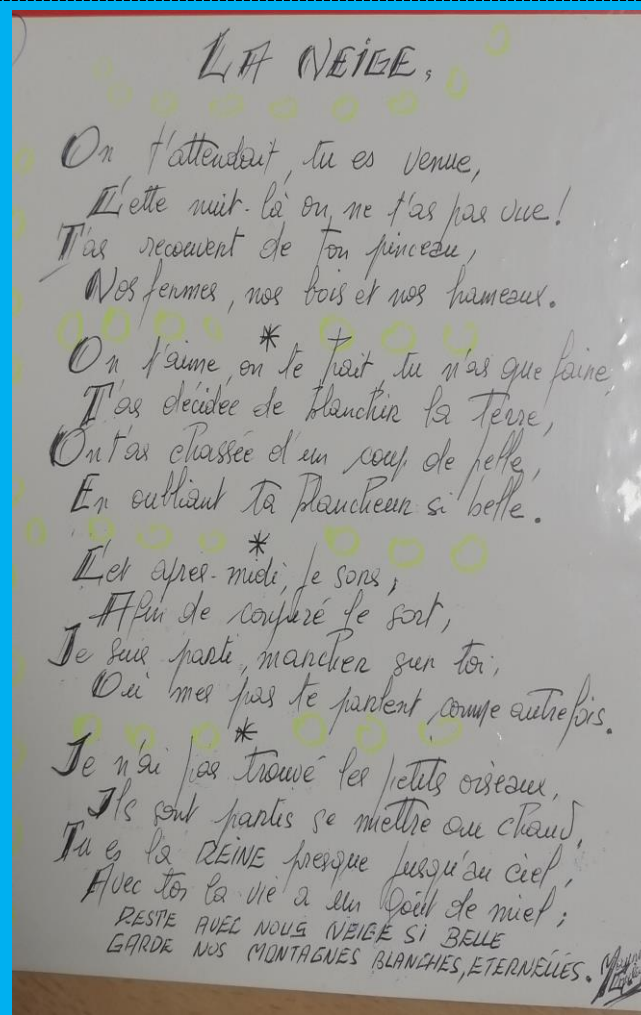 LA NEIGE,
On t'attendait, tu es venue,
Cette nuit-là on ne t'as pas vue!
T'as recouvert de ton pinceau,
Nos fermes, nos bois et nos hameaux.
*
On t'aime, on te hait, tu n'as que faire,
T'as décidée de blanchir la terre,
On t'as chassée d'un coup de pelle,
En oubliant ta blancheur si belle.
*
Cet apres-midi, je sors,
Afin de conjuré le sort,
Je suis parti, marcher sur toi,
Où mes pas te parlent, comme autrefois.
*
Je n'ai pas trouvé les petits oiseaux,
Ils sont partis se mettre au chaud,
Tu es la REINE presque jusqu'au ciel,
Avec toi la vie a un goût de miel;
RESTE AVEC NOUS NEIGE SI BELLE
GARDE NOS MONTAGNES BLANCHES, ETERNELLES.